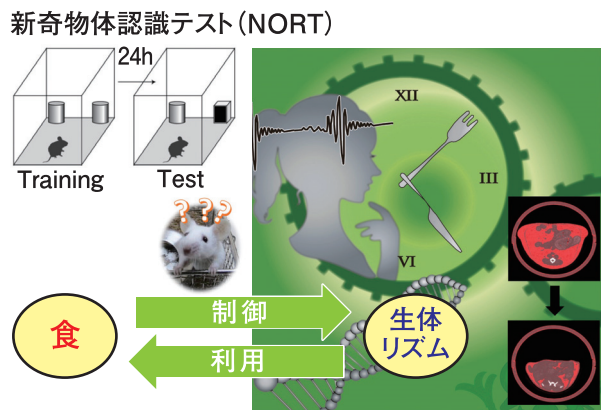 新奇物体認識テスト（NORT）
24h
Training
Test
???
XII
III
VI
食
制御
利用
生体
リズム